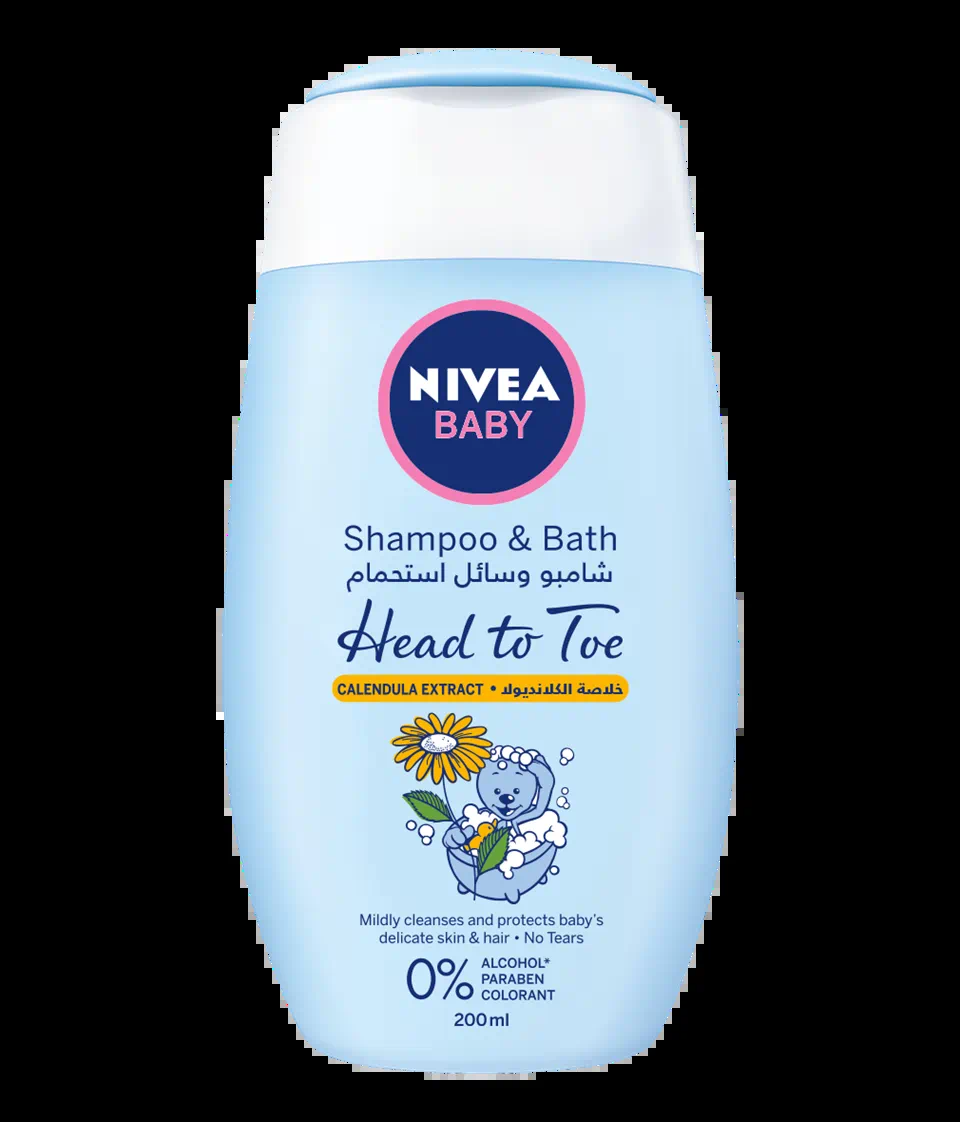 NIVEA
BABY
Shampoo & Bath
شامبو وسائل استحمام
Head to Toe
CALENDULA EXTRACT • خلاصة الكلانديولا
Mildly cleanses and protects baby's
delicate skin & hair • No Tears
0% ALCOHOL*
PARABEN
COLORANT
200ml